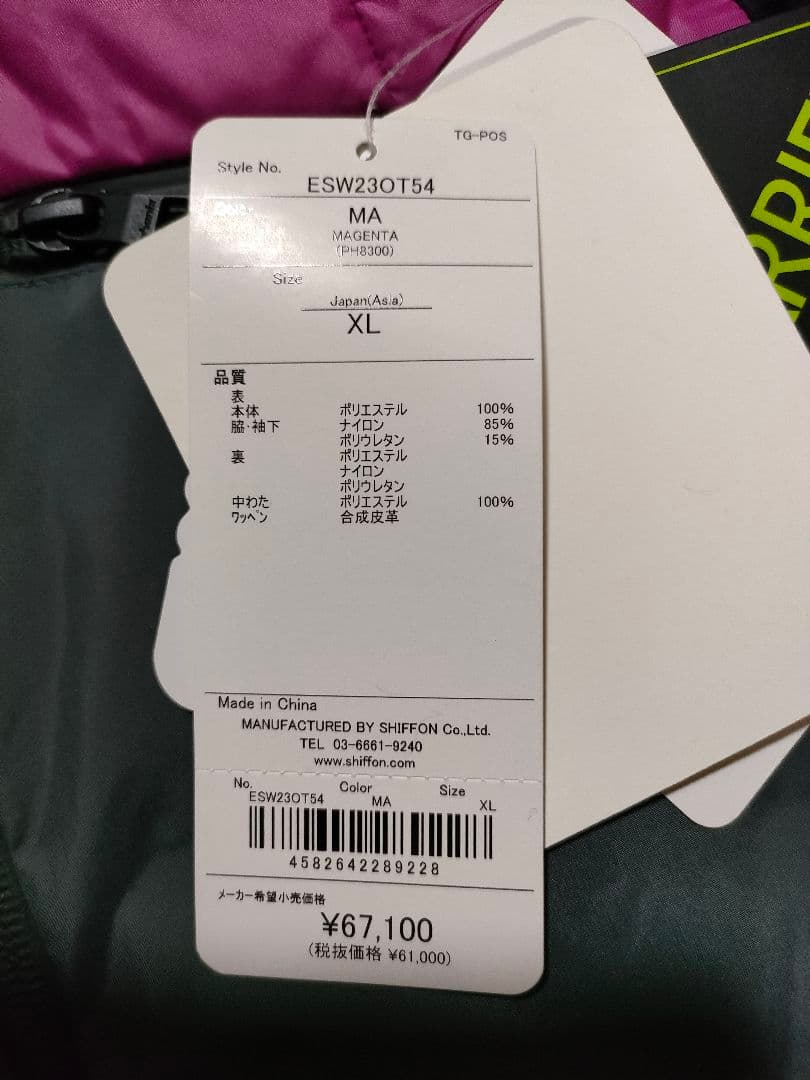 TG-POS
Style No.
ESW23OT54
MA
MAGENTA
(PH8300)
Size
Japan(Asia)
XL
品質
表
本体 ポリエステル 100%
脇・袖下 ナイロン 85%
ポリウレタン 15%
裏 ポリエステル
ナイロン
ポリウレタン
中わた ポリエステル 100%
ワッペン 合成皮革
Made in China
MANUFACTURED BY SHIFFON Co.,Ltd.
TEL 03-6661-9240
www.shiffon.com
No. Color Size
ESW23OT54 MA XL
4582642289228
メーカー希望小売価格
¥67,100
(税抜価格 ¥61,000)